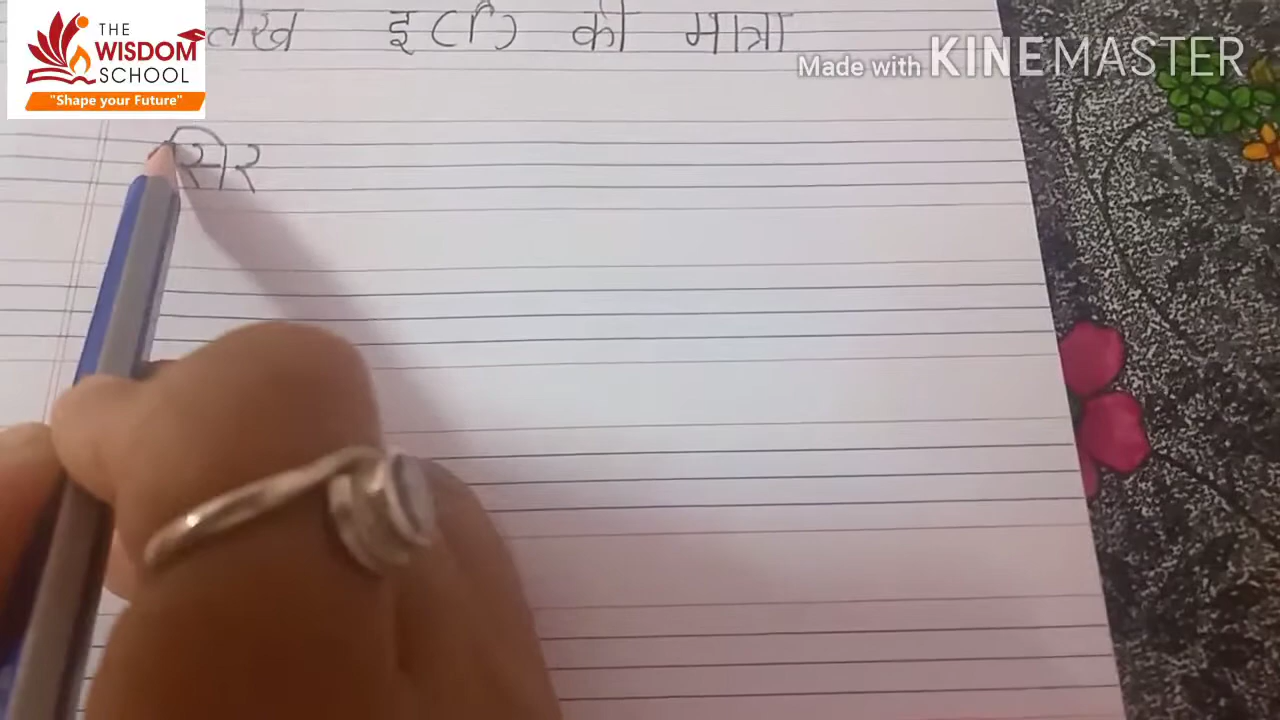 THE
WISDOM
SCHOOL
"Shape your Future"
लेख इ(ि) की मात्रा
Made with KINEMASTER
सिर